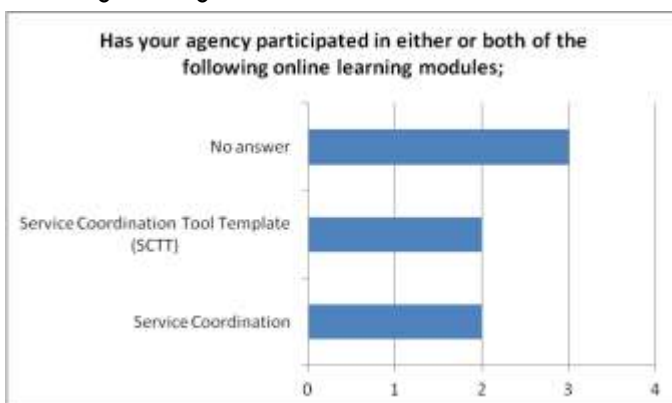 Has your agency participated in either or both of the
following online learning modules;
No answer
Service Coordination Tool Template
(SCTT)
Service Coordination
0 1 2 3 4